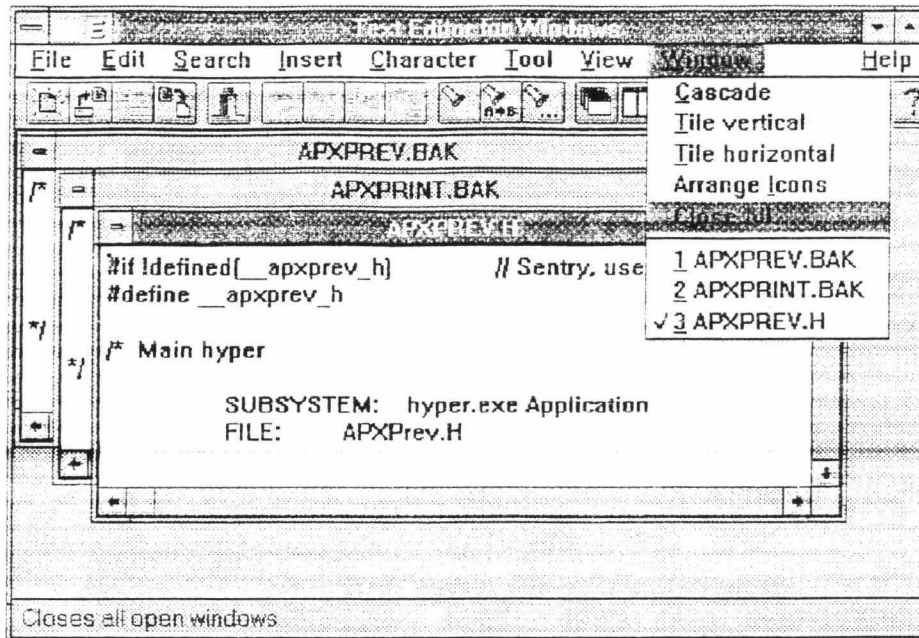 Text Editor for Windows
File Edit Search Insert Character Tool View Window Help
Cascade
Tile vertical
Tile horizontal
Arrange Icons
Close All
1 APXPREV.BAK
2 APXPRINT.BAK
✓ 3 APXPREV.H
APXPREV.BAK
/*
*/
APXPRINT.BAK
/*
*/
APXPREV.H
#if !defined(__apxprev_h) // Sentry, use
#define __apxprev_h
/* Main hyper
SUBSYSTEM: hyper.exe Application
FILE: APXPrev.H
Closes all open windows